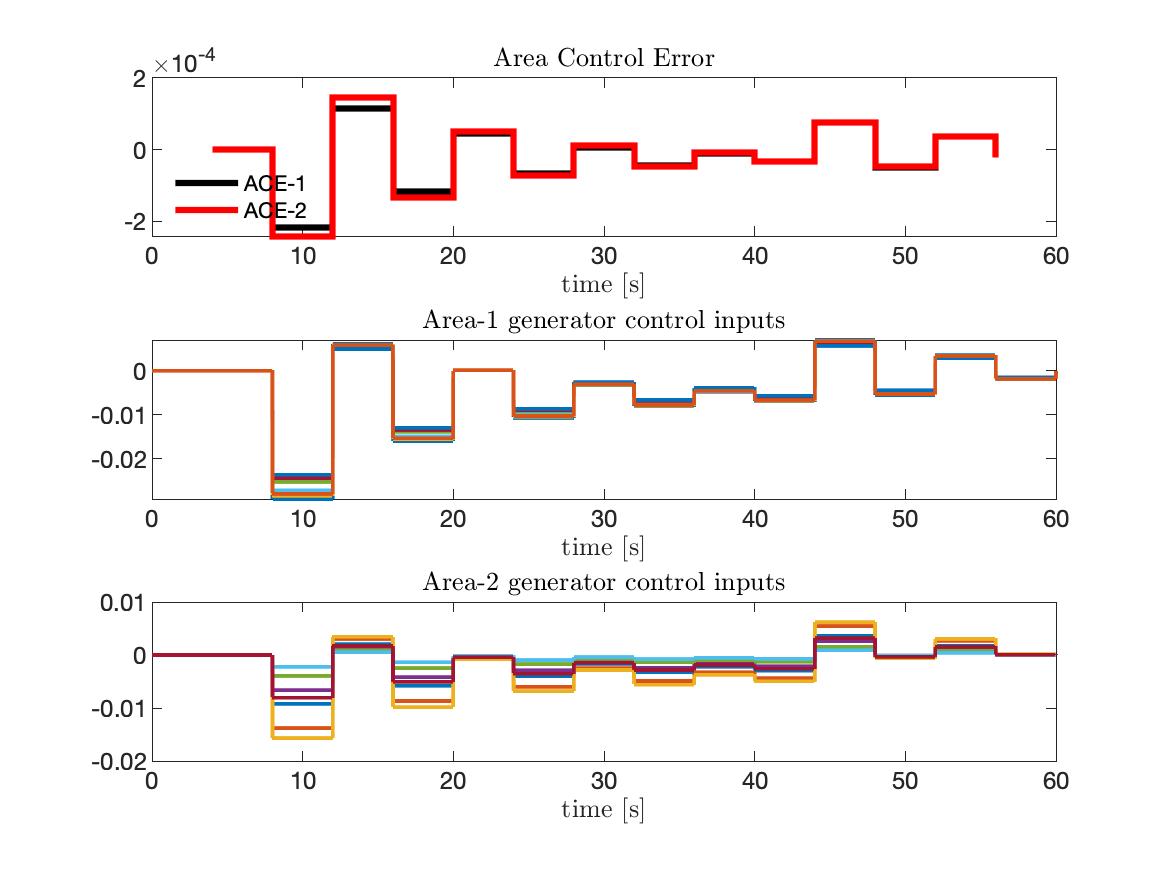 Area Control Error
×10-4
2
0
-2
ACE-1
ACE-2
0 10 20 30 40 50 60
time [s]
Area-1 generator control inputs
0
-0.01
-0.02
0 10 20 30 40 50 60
time [s]
Area-2 generator control inputs
0.01
0
-0.01
-0.02
0 10 20 30 40 50 60
time [s]